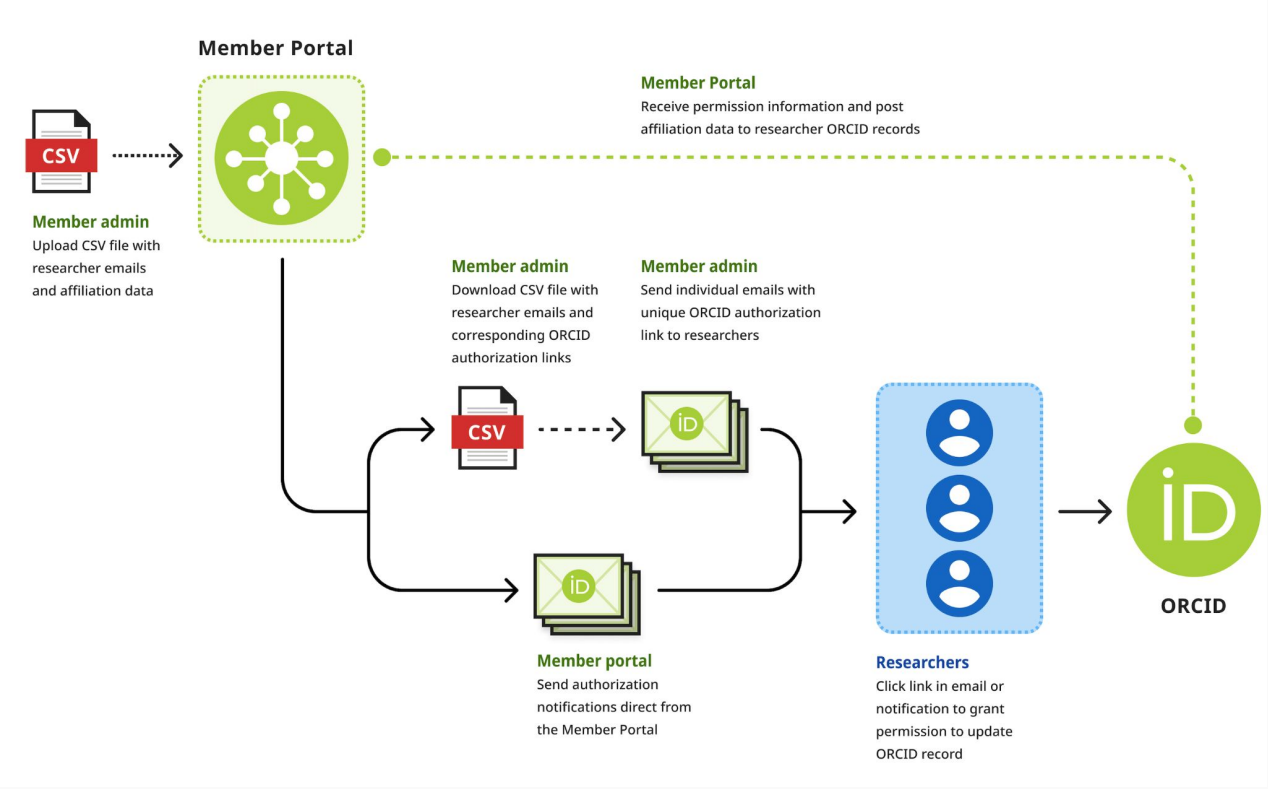 Member Portal
CSV
Member admin
Upload CSV file with
researcher emails
and affiliation data
Member Portal
Receive permission information and post
affiliation data to researcher ORCID records
Member admin
Download CSV file with
researcher emails and
corresponding ORCID
authorization links
Member admin
Send individual emails with
unique ORCID authorization
link to researchers
CSV
iD
iD
Member portal
Send authorization
notifications direct from
the Member Portal
Researchers
Click link in email or
notification to grant
permission to update
ORCID record
iD
ORCID